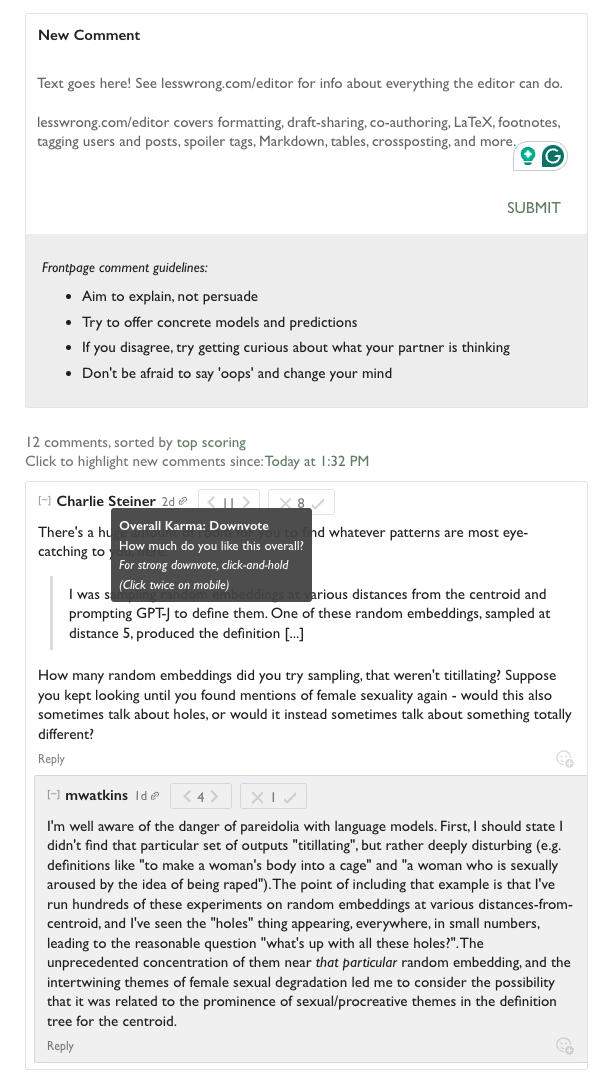 New Comment
Text goes here! See lesswrong.com/editor for info about everything the editor can do.
lesswrong.com/editor covers formatting, draft-sharing, co-authoring, LaTeX, footnotes,
tagging users and posts, spoiler tags, Markdown, tables, crossposting, and more.
SUBMIT
Frontpage comment guidelines:
• Aim to explain, not persuade
• Try to offer concrete models and predictions
• If you disagree, try getting curious about what your partner is thinking
• Don't be afraid to say 'oops' and change your mind
12 comments, sorted by top scoring
Click to highlight new comments since: Today at 1:32 PM
[-] Charlie Steiner 2d 11 8
Overall Karma: Downvote
How much do you like this overall?
For strong downvote, click-and-hold
(Click twice on mobile)
There's a huge amount of room for you to find whatever patterns are most eye-
catching to you, here.
I was sampling random embeddings at various distances from the centroid and
prompting GPT-J to define them. One of these random embeddings, sampled at
distance 5, produced the definition [...]
How many random embeddings did you try sampling, that weren't titillating? Suppose
you kept looking until you found mentions of female sexuality again - would this also
sometimes talk about holes, or would it instead sometimes talk about something totally
different?
Reply
[-] mwatkins 1d 4 1
I'm well aware of the danger of pareidolia with language models. First, I should state I
didn't find that particular set of outputs "titillating", but rather deeply disturbing (e.g.
definitions like "to make a woman's body into a cage" and "a woman who is sexually
aroused by the idea of being raped"). The point of including that example is that I've
run hundreds of these experiments on random embeddings at various distances-from-
centroid, and I've seen the "holes" thing appearing, everywhere, in small numbers,
leading to the reasonable question "what's up with all these holes?". The
unprecedented concentration of them near that particular random embedding, and the
intertwining themes of female sexual degradation led me to consider the possibility
that it was related to the prominence of sexual/procreative themes in the definition
tree for the centroid.
Reply